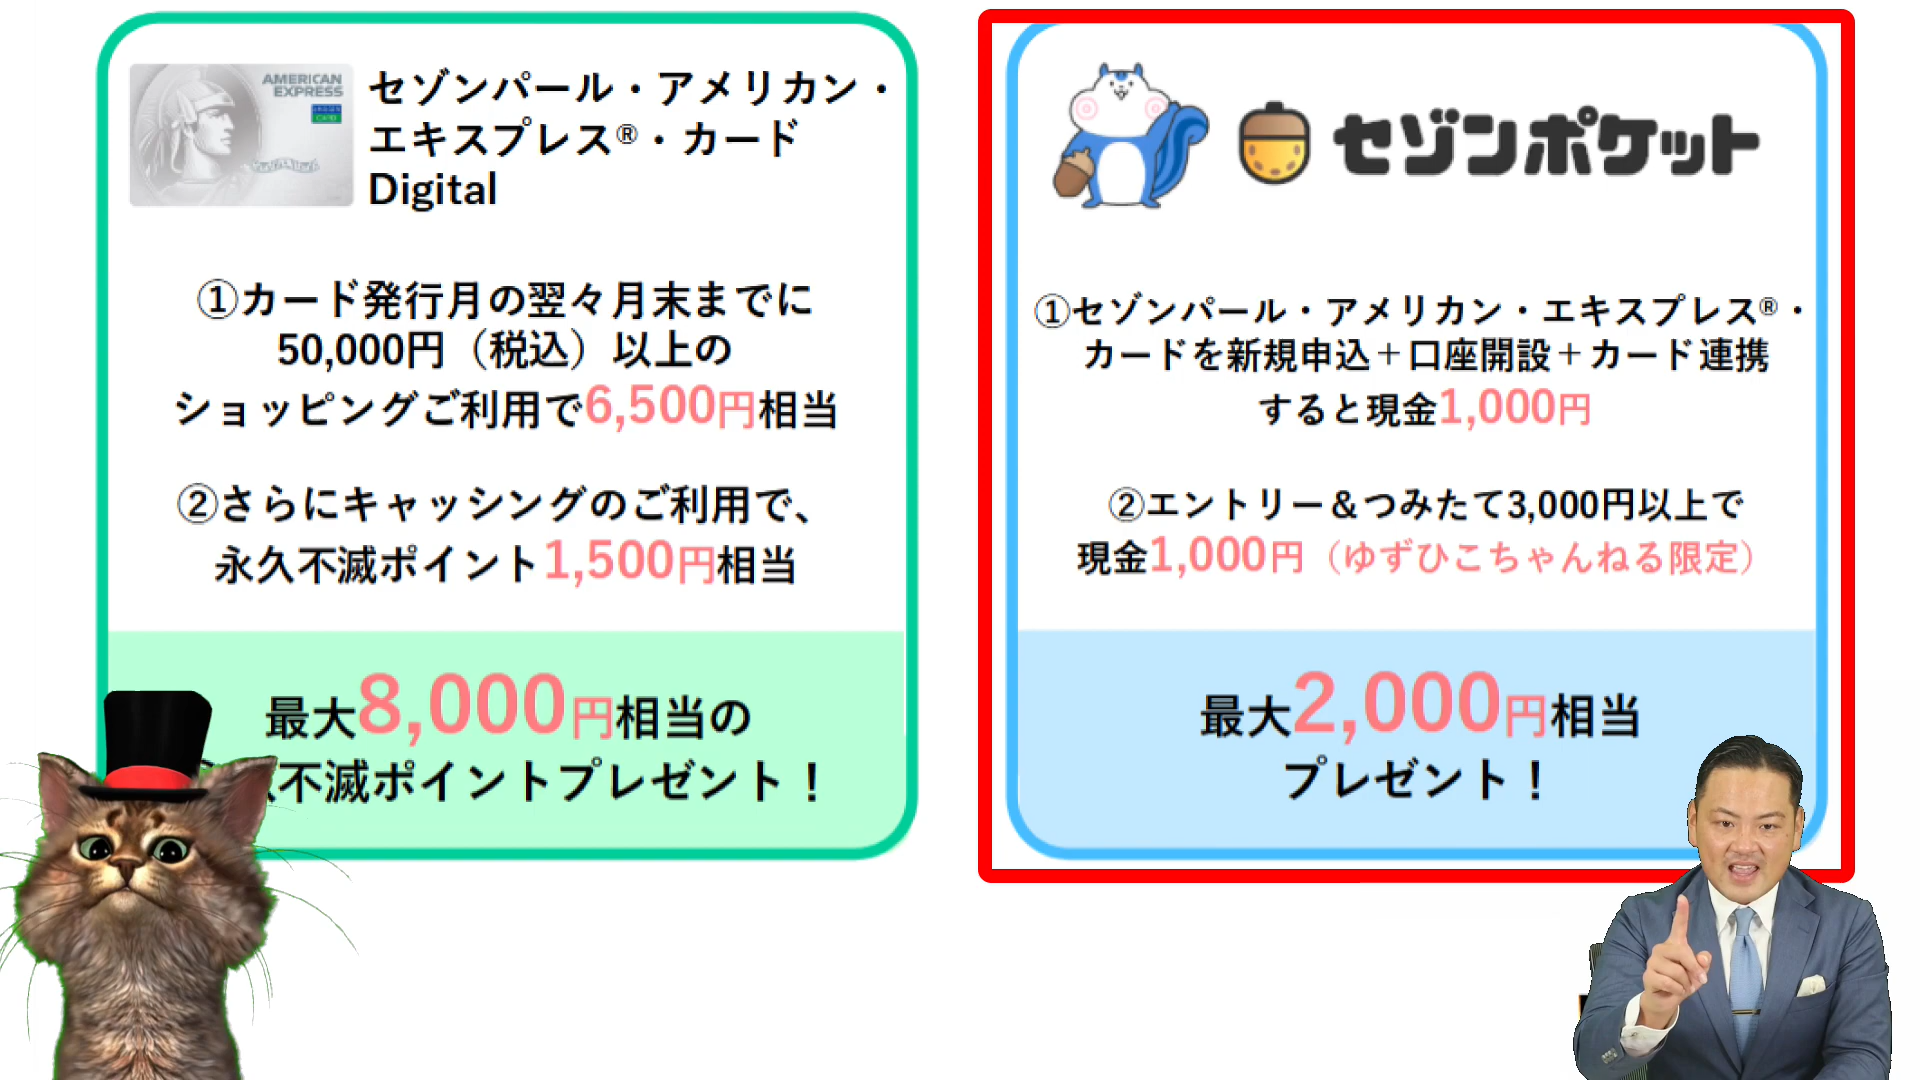 AMERICAN
EXPRESS
セゾンパール・アメリカン・
エキスプレス®・カード
Digital
①カード発行月の翌々月末までに
50,000円（税込）以上の
ショッピングご利用で6,500円相当
②さらにキャッシングのご利用で、
永久不滅ポイント1,500円相当
最大8,000円相当の
不滅ポイントプレゼント！
セゾンポケット
①セゾンパール・アメリカン・エキスプレス®・
カードを新規申込＋口座開設＋カード連携
すると現金1,000円
②エントリー＆つみたて3,000円以上で
現金1,000円（ゆずひこちゃんねる限定）
最大2,000円相当
プレゼント！